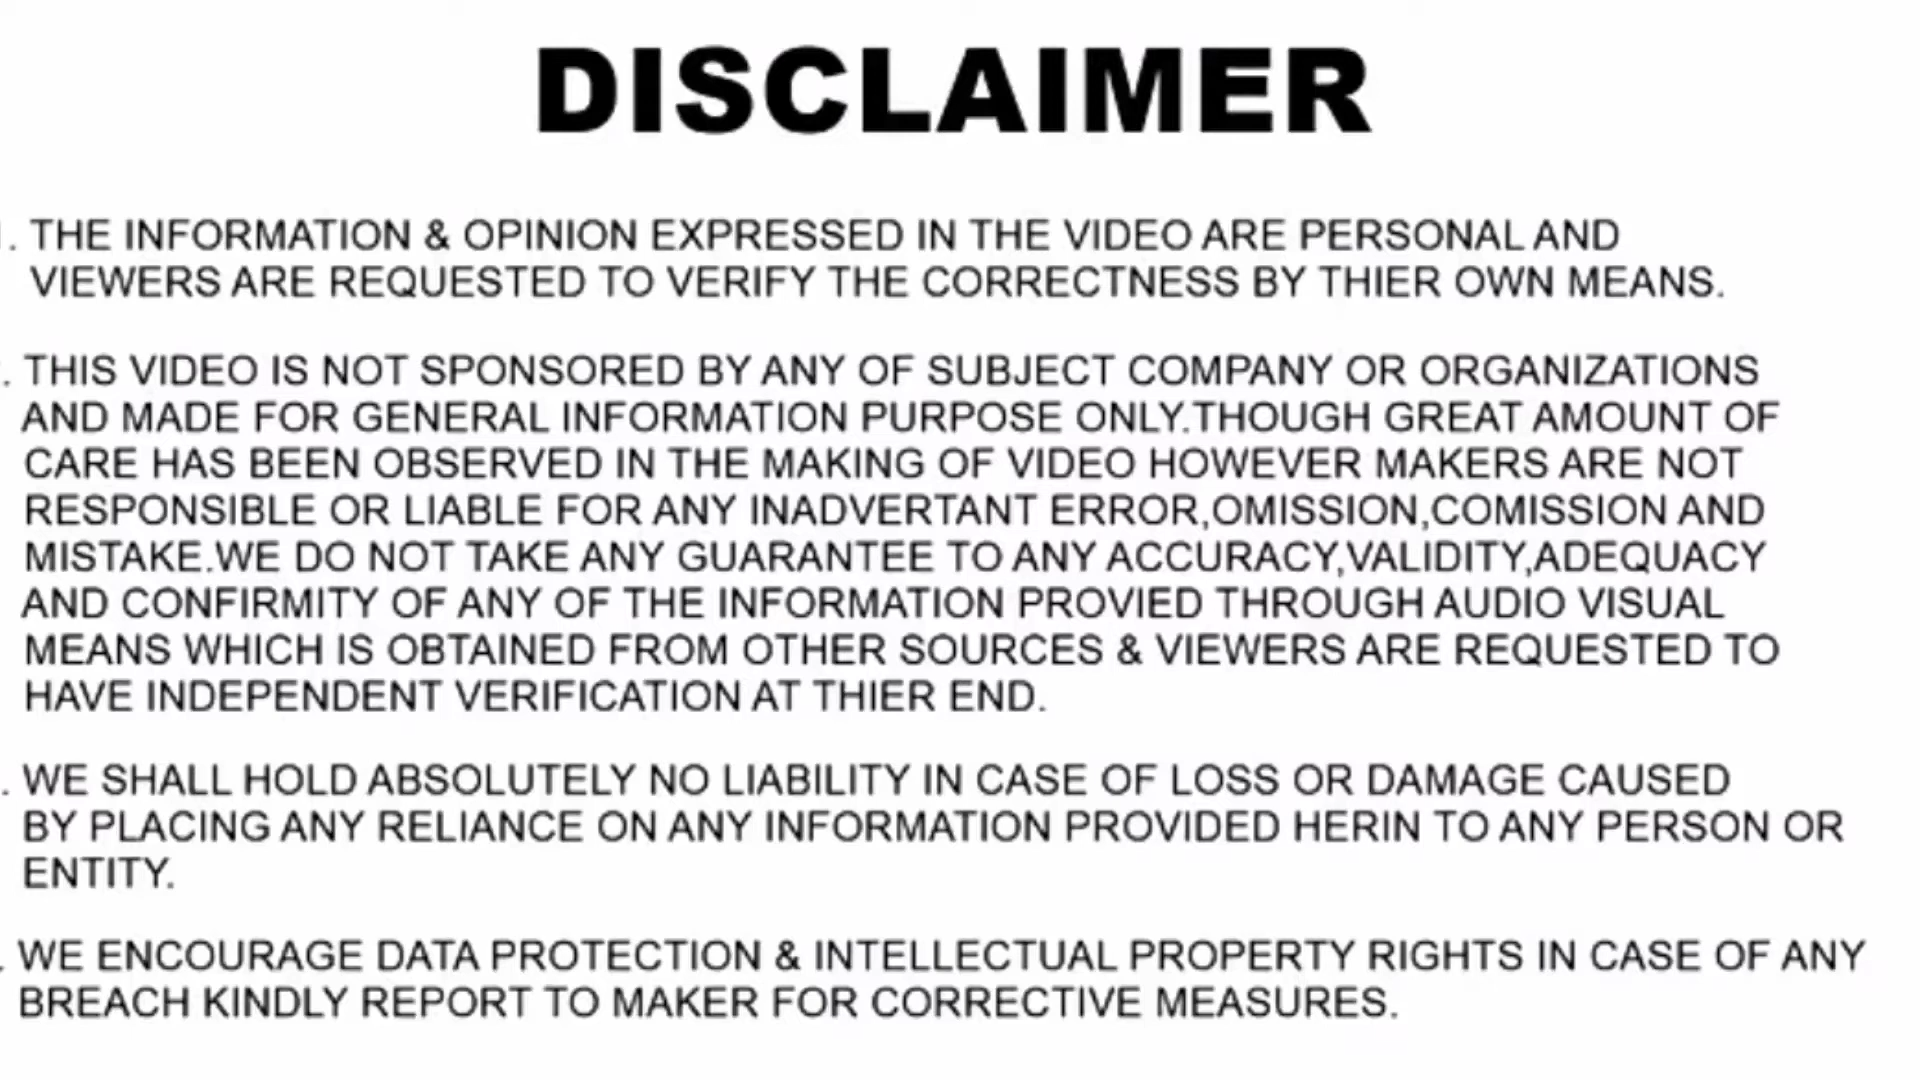 DISCLAIMER
. THE INFORMATION & OPINION EXPRESSED IN THE VIDEO ARE PERSONAL AND
VIEWERS ARE REQUESTED TO VERIFY THE CORRECTNESS BY THIER OWN MEANS.
. THIS VIDEO IS NOT SPONSORED BY ANY OF SUBJECT COMPANY OR ORGANIZATIONS
AND MADE FOR GENERAL INFORMATION PURPOSE ONLY.THOUGH GREAT AMOUNT OF
CARE HAS BEEN OBSERVED IN THE MAKING OF VIDEO HOWEVER MAKERS ARE NOT
RESPONSIBLE OR LIABLE FOR ANY INADVERTANT ERROR,OMISSION,COMISSION AND
MISTAKE.WE DO NOT TAKE ANY GUARANTEE TO ANY ACCURACY,VALIDITY,ADEQUACY
AND CONFIRMITY OF ANY OF THE INFORMATION PROVIED THROUGH AUDIO VISUAL
MEANS WHICH IS OBTAINED FROM OTHER SOURCES & VIEWERS ARE REQUESTED TO
HAVE INDEPENDENT VERIFICATION AT THIER END.
. WE SHALL HOLD ABSOLUTELY NO LIABILITY IN CASE OF LOSS OR DAMAGE CAUSED
BY PLACING ANY RELIANCE ON ANY INFORMATION PROVIDED HERIN TO ANY PERSON OR
ENTITY.
. WE ENCOURAGE DATA PROTECTION & INTELLECTUAL PROPERTY RIGHTS IN CASE OF ANY
BREACH KINDLY REPORT TO MAKER FOR CORRECTIVE MEASURES.